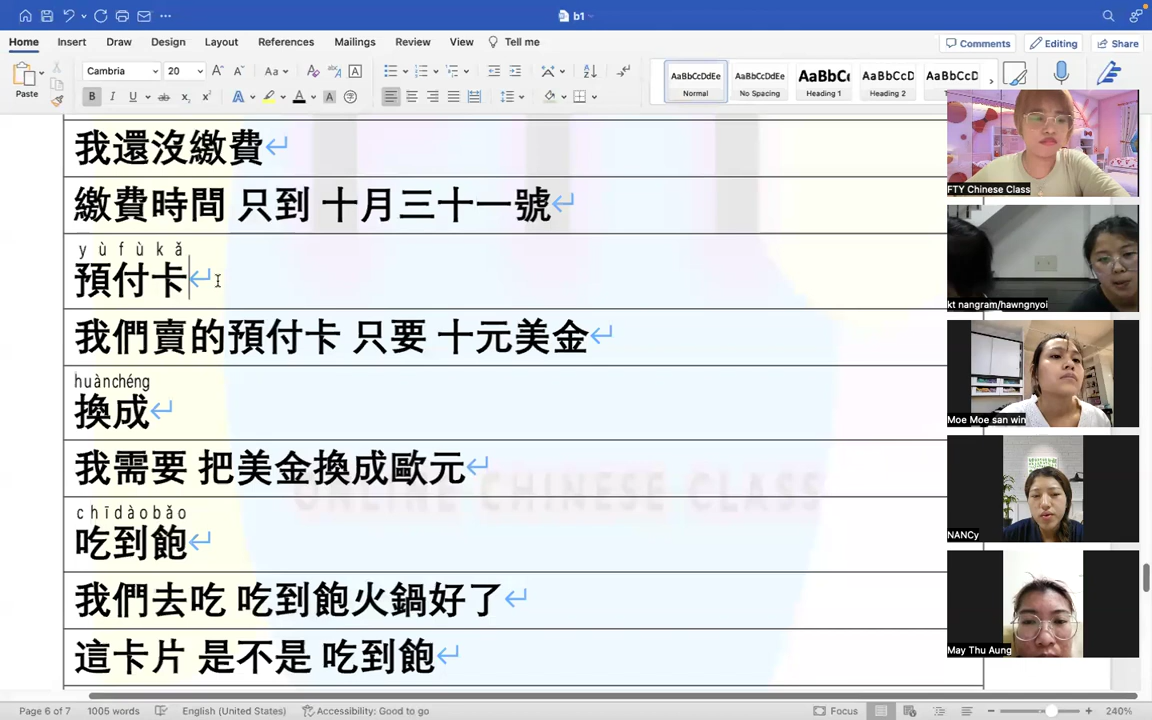 b1
Home Insert Draw Design Layout References Mailings Review View Tell me
Comments Editing Share
Paste
Cambria 20
AaBbCcDdEe AaBbCcDdEe AaBbC AaBbCcD AaBbCcD
Normal No Spacing Heading 1 Heading 2
我還沒繳費
繳費時間 只到 十月三十一號
yùfùkǎ
預付卡
我們賣的預付卡 只要 十元美金
huànchéng
換成
我需要 把美金換成歐元
chīdàobǎo
吃到飽
我們去吃 吃到飽火鍋好了
這卡片 是不是 吃到飽
ONLINE CHINESE CLASS
FTY Chinese Class
kt nangram/hawngnyoi
Moe Moe san win
NANCy
May Thu Aung
Page 6 of 7 1005 words English (United States) Accessibility: Good to go Focus 240%